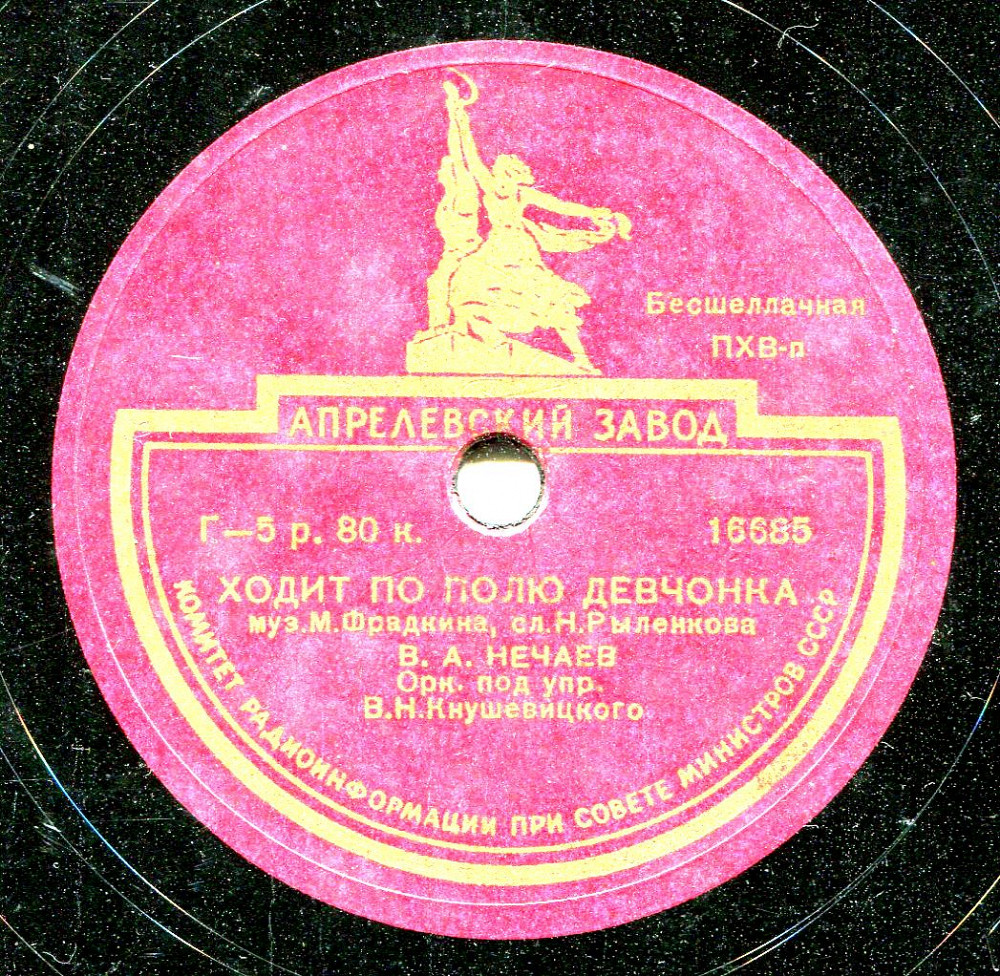 Бесшеллачная
ПХВ-п
АПРЕЛЕВСКИЙ ЗАВОД
Г—5 р. 80 к.
16685
ХОДИТ ПО ПОЛЮ ДЕВЧОНКА
муз.М.Фрадкина, сл.Н.Рыленкова
В. А. НЕЧАЕВ
Орк. под упр.
В.Н.Кнушевицкого
КОМИТЕТ РАДИОИНФОРМАЦИИ ПРИ СОВЕТЕ МИНИСТРОВ СССР